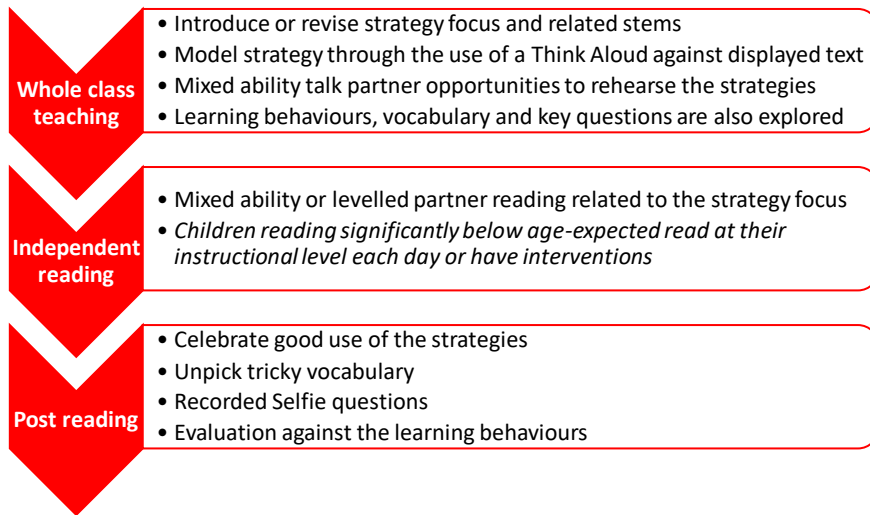 Whole class
teaching
• Introduce or revise strategy focus and related stems
• Model strategy through the use of a Think Aloud against displayed text
• Mixed ability talk partner opportunities to rehearse the strategies
• Learning behaviours, vocabulary and key questions are also explored
Independent
reading
• Mixed ability or levelled partner reading related to the strategy focus
• Children reading significantly below age-expected read at their
instructional level each day or have interventions
Post reading
• Celebrate good use of the strategies
• Unpick tricky vocabulary
• Recorded Selfie questions
• Evaluation against the learning behaviours